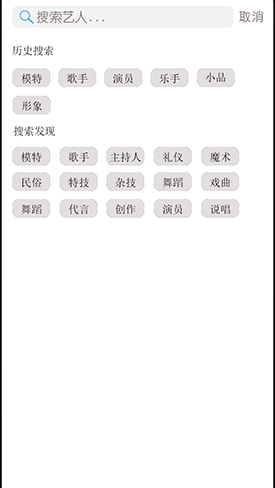 搜索艺人... 取消
历史搜索
模特 歌手 演员 乐手 小品
形象
搜索发现
模特 歌手 主持人 礼仪 魔术
民俗 特技 杂技 舞蹈 戏曲
舞蹈 代言 创作 演员 说唱